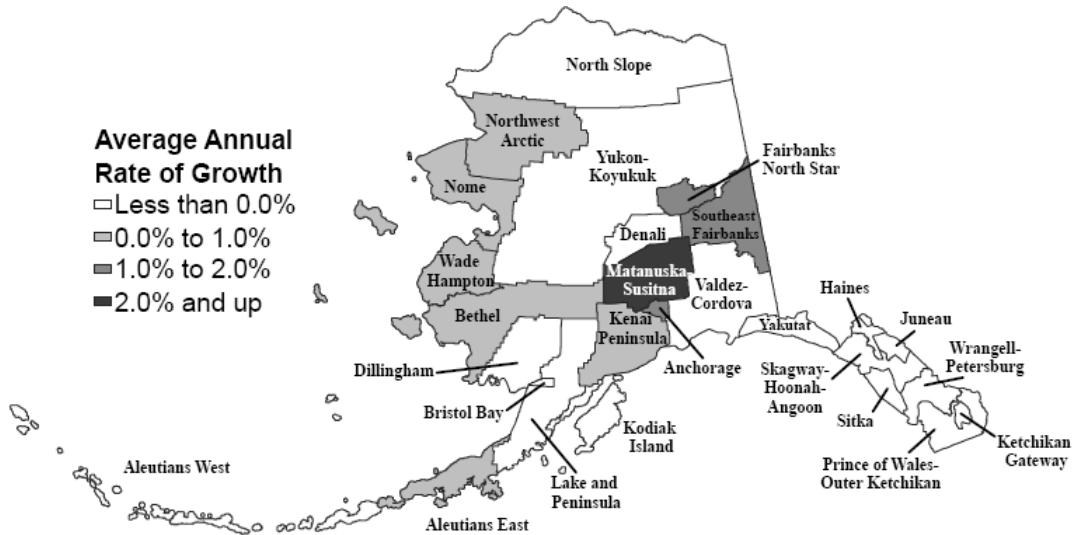 Average Annual
Rate of Growth
Less than 0.0%
0.0% to 1.0%
1.0% to 2.0%
2.0% and up
North Slope
Northwest
Arctic
Nome
Yukon-
Koyukuk
Fairbanks
North Star
Southeast
Fairbanks
Denali
Wade
Hampton
Matanuska
Susitna
Valdez-
Cordova
Bethel
Kenai
Peninsula
Anchorage
Dillingham
Bristol Bay
Kodiak
Island
Lake and
Peninsula
Aleutians West
Aleutians East
Yakutat
Haines
Juneau
Skagway-
Hoonah-
Angoon
Wrangell-
Petersburg
Sitka
Prince of Wales-
Outer Ketchikan
Ketchikan
Gateway